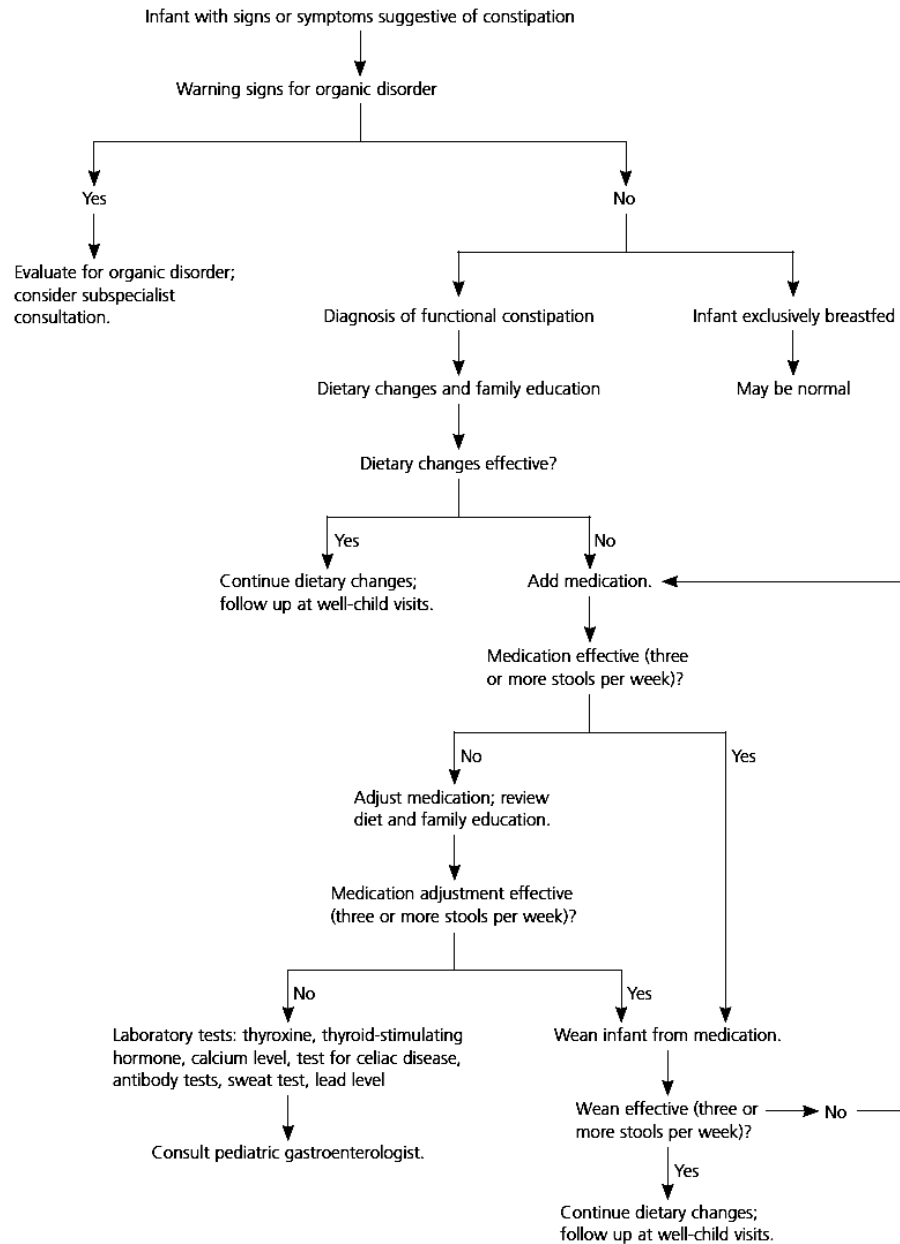 Infant with signs or symptoms suggestive of constipation
Warning signs for organic disorder
Yes
No
Evaluate for organic disorder;
consider subspecialist
consultation.
Diagnosis of functional constipation
Infant exclusively breastfed
Dietary changes and family education
May be normal
Dietary changes effective?
Yes
No
Continue dietary changes;
follow up at well-child visits.
Add medication.
Medication effective (three
or more stools per week)?
No
Yes
Adjust medication; review
diet and family education.
Medication adjustment effective
(three or more stools per week)?
No
Yes
Laboratory tests: thyroxine, thyroid-stimulating
hormone, calcium level, test for celiac disease,
antibody tests, sweat test, lead level
Wean infant from medication.
Consult pediatric gastroenterologist.
Wean effective (three or
more stools per week)?
No
Yes
Continue dietary changes;
follow up at well-child visits.